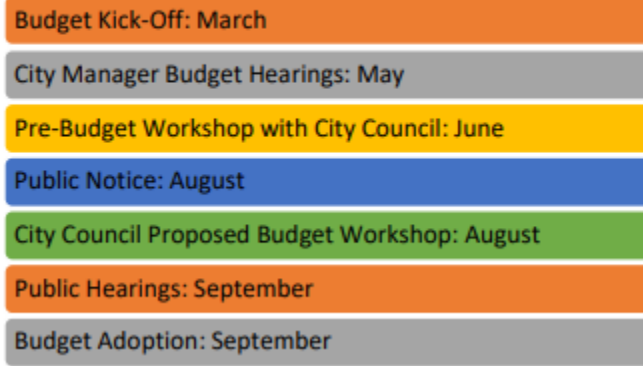 Budget Kick-Off: March
City Manager Budget Hearings: May
Pre-Budget Workshop with City Council: June
Public Notice: August
City Council Proposed Budget Workshop: August
Public Hearings: September
Budget Adoption: September